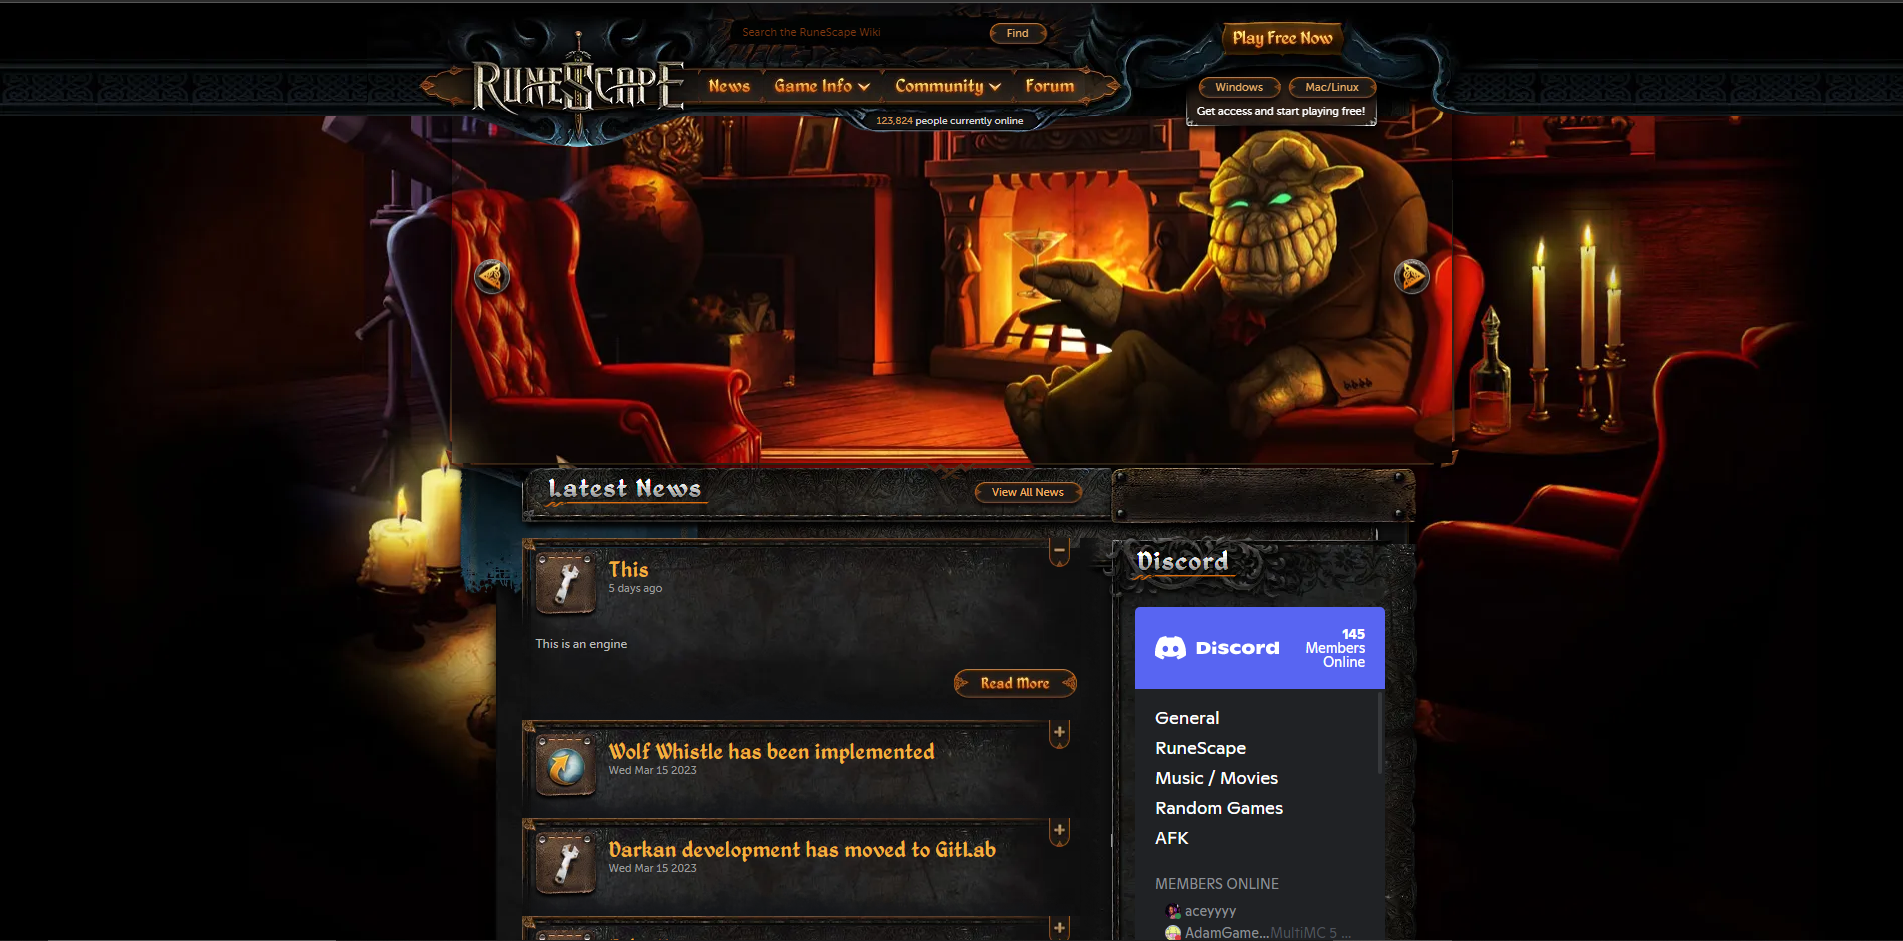 Search the RuneScape Wiki
Find
Play Free Now
RuneScape
News
Game Info
Community
Forum
Windows
Mac/Linux
Get access and start playing free!
123,824 people currently online
Latest News
View All News
This
5 days ago
This is an engine
Read More
Wolf Whistle has been implemented
Wed Mar 15 2023
Darkan development has moved to GitLab
Wed Mar 15 2023
Discord
Discord
145
Members
Online
General
RuneScape
Music / Movies
Random Games
AFK
MEMBERS ONLINE
aceyyyy
AdamGame... MultiMC 5 ...